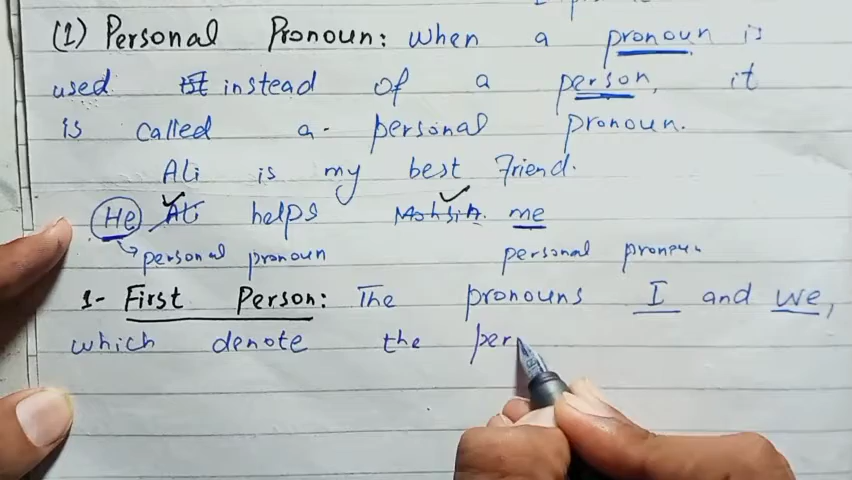 (1) Personal Pronoun: When a pronoun is
used instead of a person, it
is called a personal pronoun.
Ali is my best Friend.
He Ali helps Mohsin. me
personal pronoun personal pronoun
1- First Person: The pronouns I and we,
which denote the per